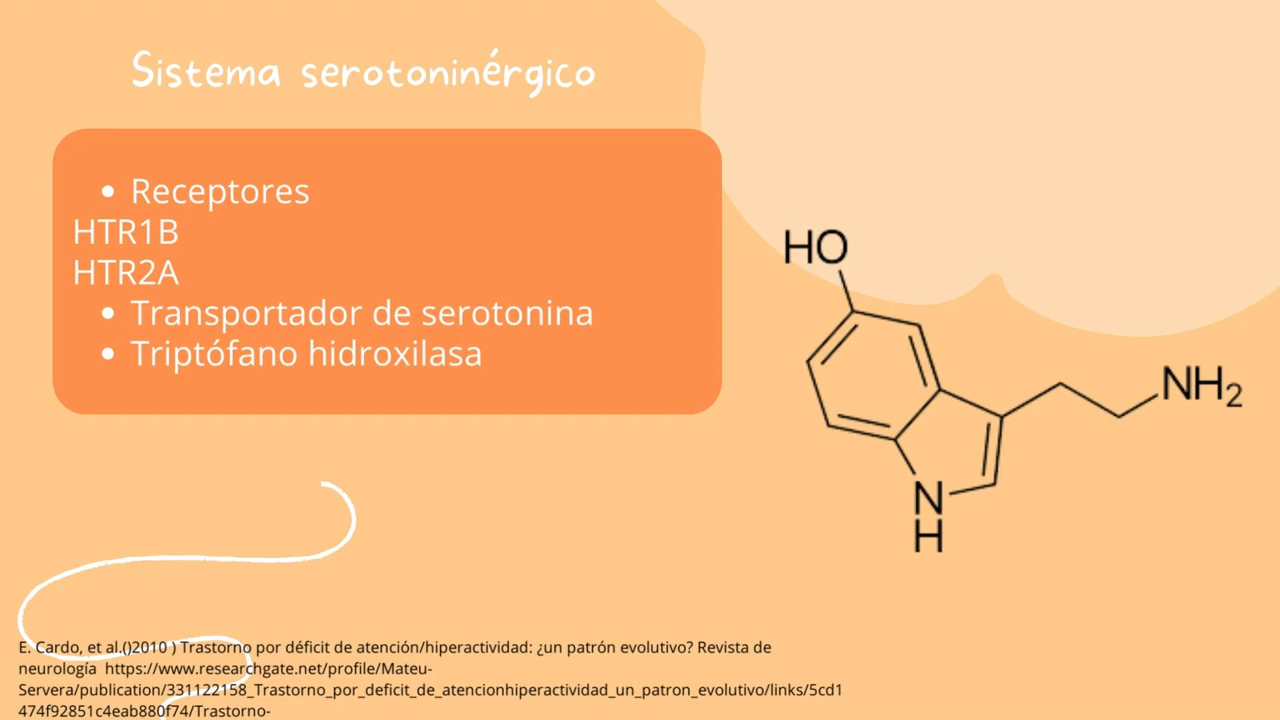 Sistema serotoninérgico
• Receptores
HTR1B
HTR2A
• Transportador de serotonina
• Triptófano hidroxilasa
HO
NH2
N
H
E. Cardo, et al.()2010 ) Trastorno por déficit de atención/hiperactividad: ¿un patrón evolutivo? Revista de
neurología https://www.researchgate.net/profile/Mateu-
Servera/publication/331122158_Trastorno_por_deficit_de_atencionhiperactividad_un_patron_evolutivo/links/5cd1
474f92851c4eab880f74/Trastorno-